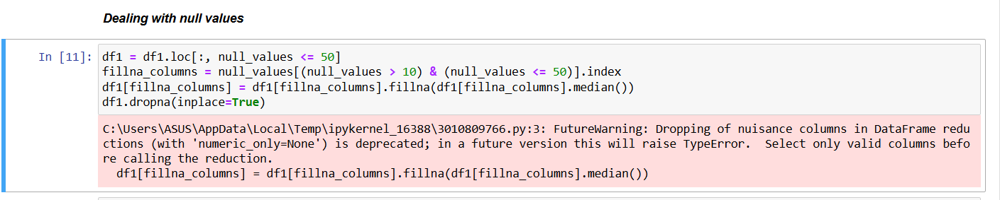 Dealing with null values
In [11]: df1 = df1.loc[:, null_values <= 50]
fillna_columns = null_values[(null_values > 10) & (null_values <= 50)].index
df1[fillna_columns] = df1[fillna_columns].fillna(df1[fillna_columns].median())
df1.dropna(inplace=True)
C:\Users\ASUS\AppData\Local\Temp\ipykernel_16388\3010809766.py:3: FutureWarning: Dropping of nuisance columns in DataFrame redu
ctions (with 'numeric_only=None') is deprecated; in a future version this will raise TypeError.  Select only valid columns befo
re calling the reduction.
  df1[fillna_columns] = df1[fillna_columns].fillna(df1[fillna_columns].median())